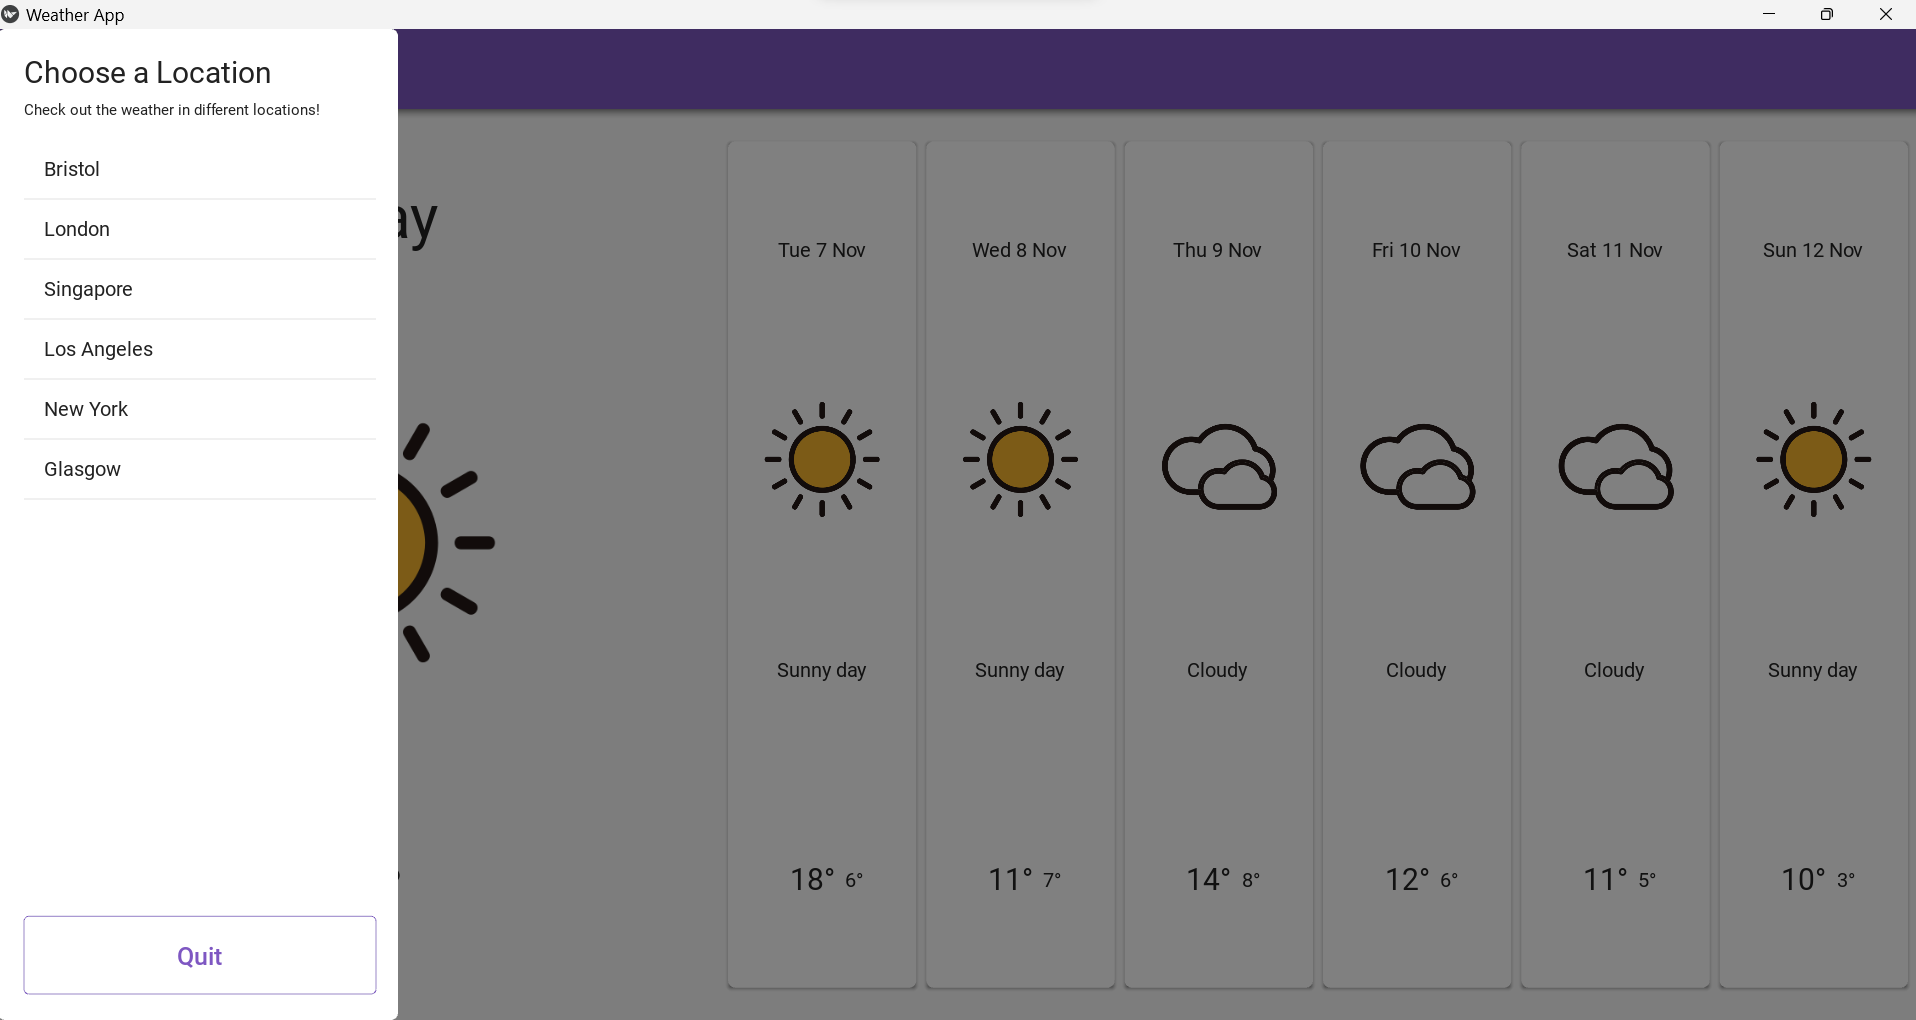 Weather App
Choose a Location
Check out the weather in different locations!
Bristol
London
Singapore
Los Angeles
New York
Glasgow
Quit
ay
Tue 7 Nov
Sunny day
18° 6°
Wed 8 Nov
Sunny day
11° 7°
Thu 9 Nov
Cloudy
14° 8°
Fri 10 Nov
Cloudy
12° 6°
Sat 11 Nov
Cloudy
11° 5°
Sun 12 Nov
Sunny day
10° 3°